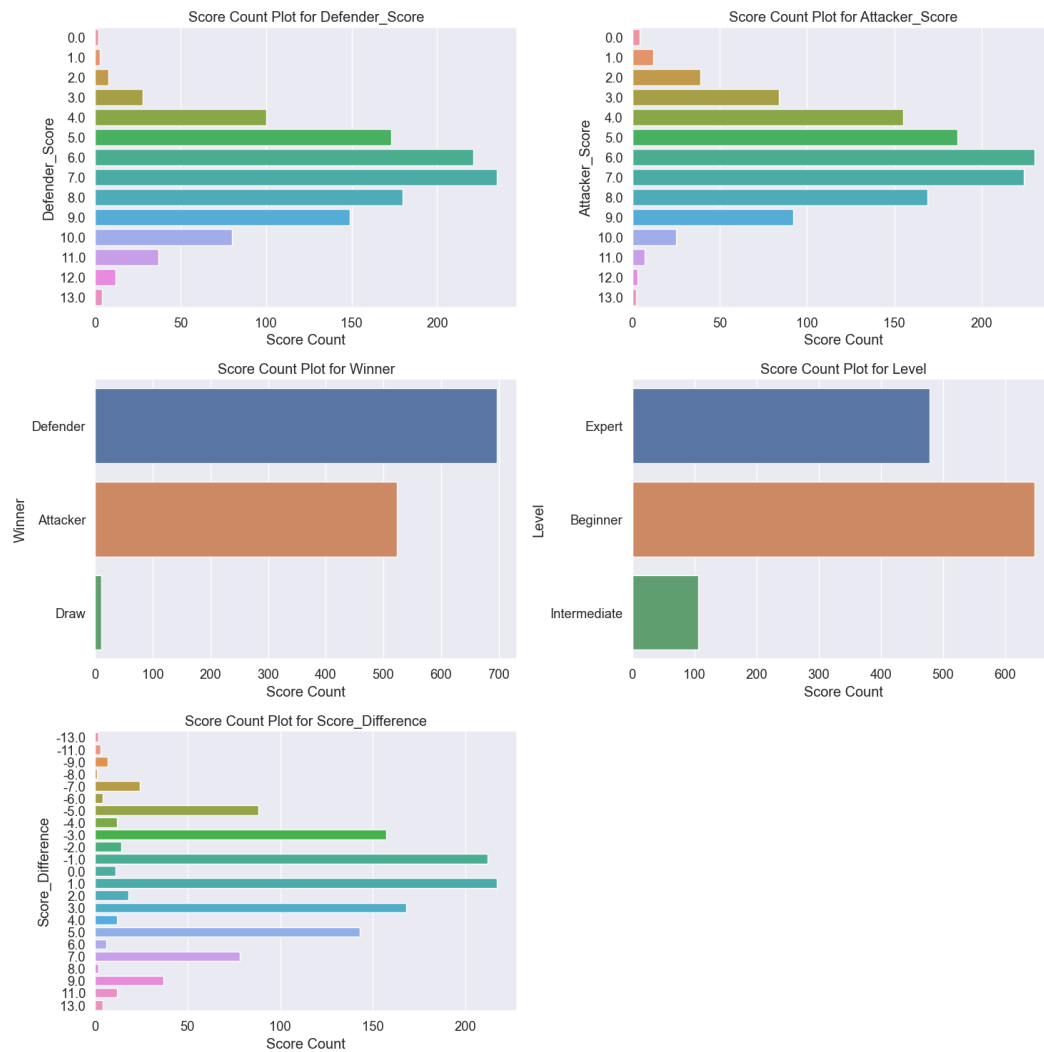 Score Count Plot for Defender_Score
Defender_Score
0.0
1.0
2.0
3.0
4.0
5.0
6.0
7.0
8.0
9.0
10.0
11.0
12.0
13.0
0 50 100 150 200
Score Count
Score Count Plot for Attacker_Score
Attacker_Score
0.0
1.0
2.0
3.0
4.0
5.0
6.0
7.0
8.0
9.0
10.0
11.0
12.0
13.0
0 50 100 150 200
Score Count
Score Count Plot for Winner
Winner
Defender
Attacker
Draw
0 100 200 300 400 500 600 700
Score Count
Score Count Plot for Level
Level
Expert
Beginner
Intermediate
0 100 200 300 400 500 600
Score Count
Score Count Plot for Score_Difference
Score_Difference
-13.0
-11.0
-9.0
-8.0
-7.0
-6.0
-5.0
-4.0
-3.0
-2.0
-1.0
0.0
1.0
2.0
3.0
4.0
5.0
6.0
7.0
8.0
9.0
11.0
13.0
0 50 100 150 200
Score Count